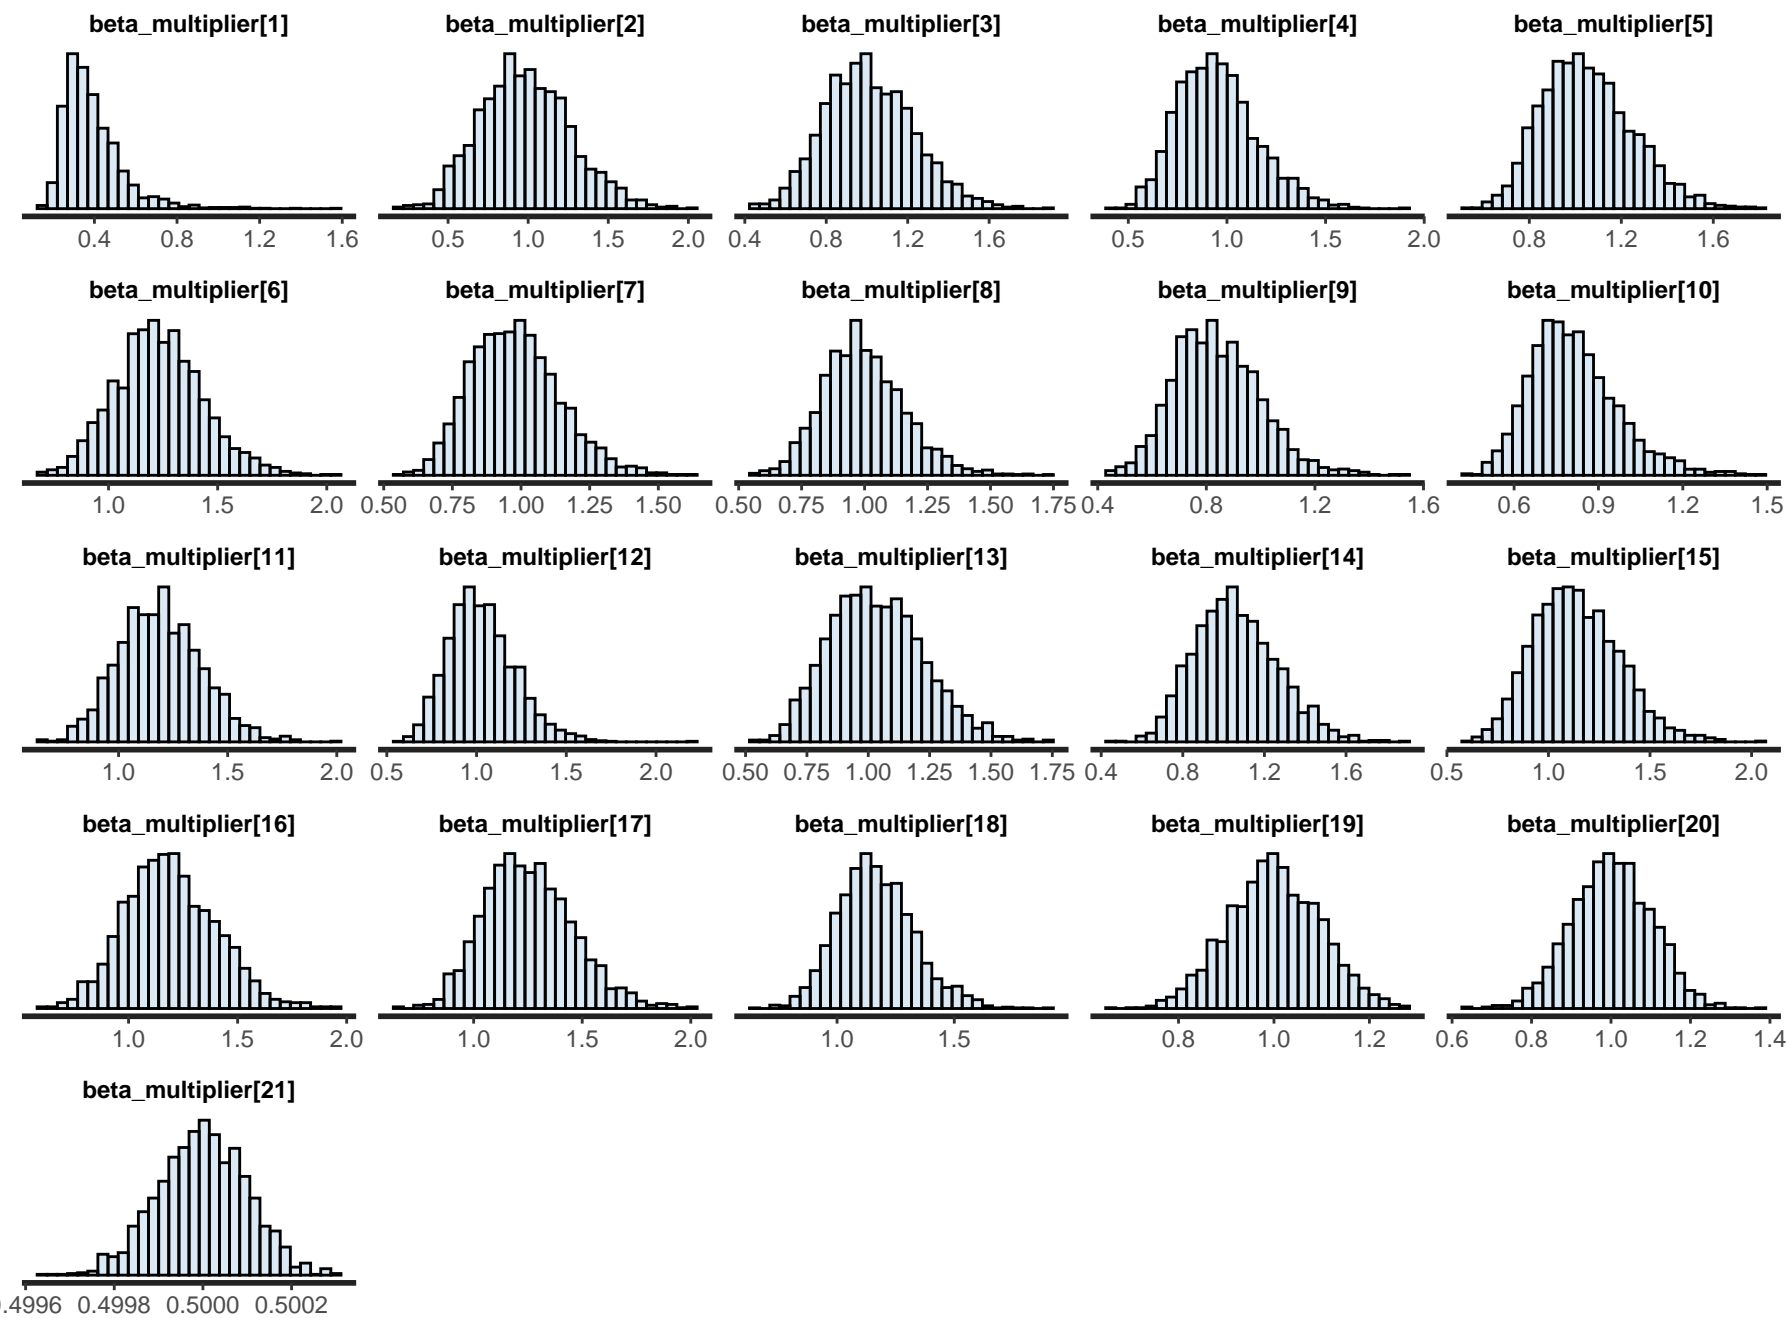 beta_multiplier[1] beta_multiplier[2] beta_multiplier[3] beta_multiplier[4] beta_multiplier[5]
0.4 0.8 1.2 1.6 0.5 1.0 1.5 2.0 0.4 0.8 1.2 1.6 0.5 1.0 1.5 2.0 0.8 1.2 1.6
beta_multiplier[6] beta_multiplier[7] beta_multiplier[8] beta_multiplier[9] beta_multiplier[10]
1.0 1.5 2.0 0.50 0.75 1.00 1.25 1.50 0.50 0.75 1.00 1.25 1.50 1.75 0.4 0.8 1.2 1.6 0.6 0.9 1.2 1.5
beta_multiplier[11] beta_multiplier[12] beta_multiplier[13] beta_multiplier[14] beta_multiplier[15]
1.0 1.5 2.0 0.5 1.0 1.5 2.0 0.50 0.75 1.00 1.25 1.50 1.75 0.4 0.8 1.2 1.6 0.5 1.0 1.5 2.0
beta_multiplier[16] beta_multiplier[17] beta_multiplier[18] beta_multiplier[19] beta_multiplier[20]
1.0 1.5 2.0 1.0 1.5 2.0 1.0 1.5 0.8 1.0 1.2 0.6 0.8 1.0 1.2 1.4
beta_multiplier[21]
.4996 0.4998 0.5000 0.5002